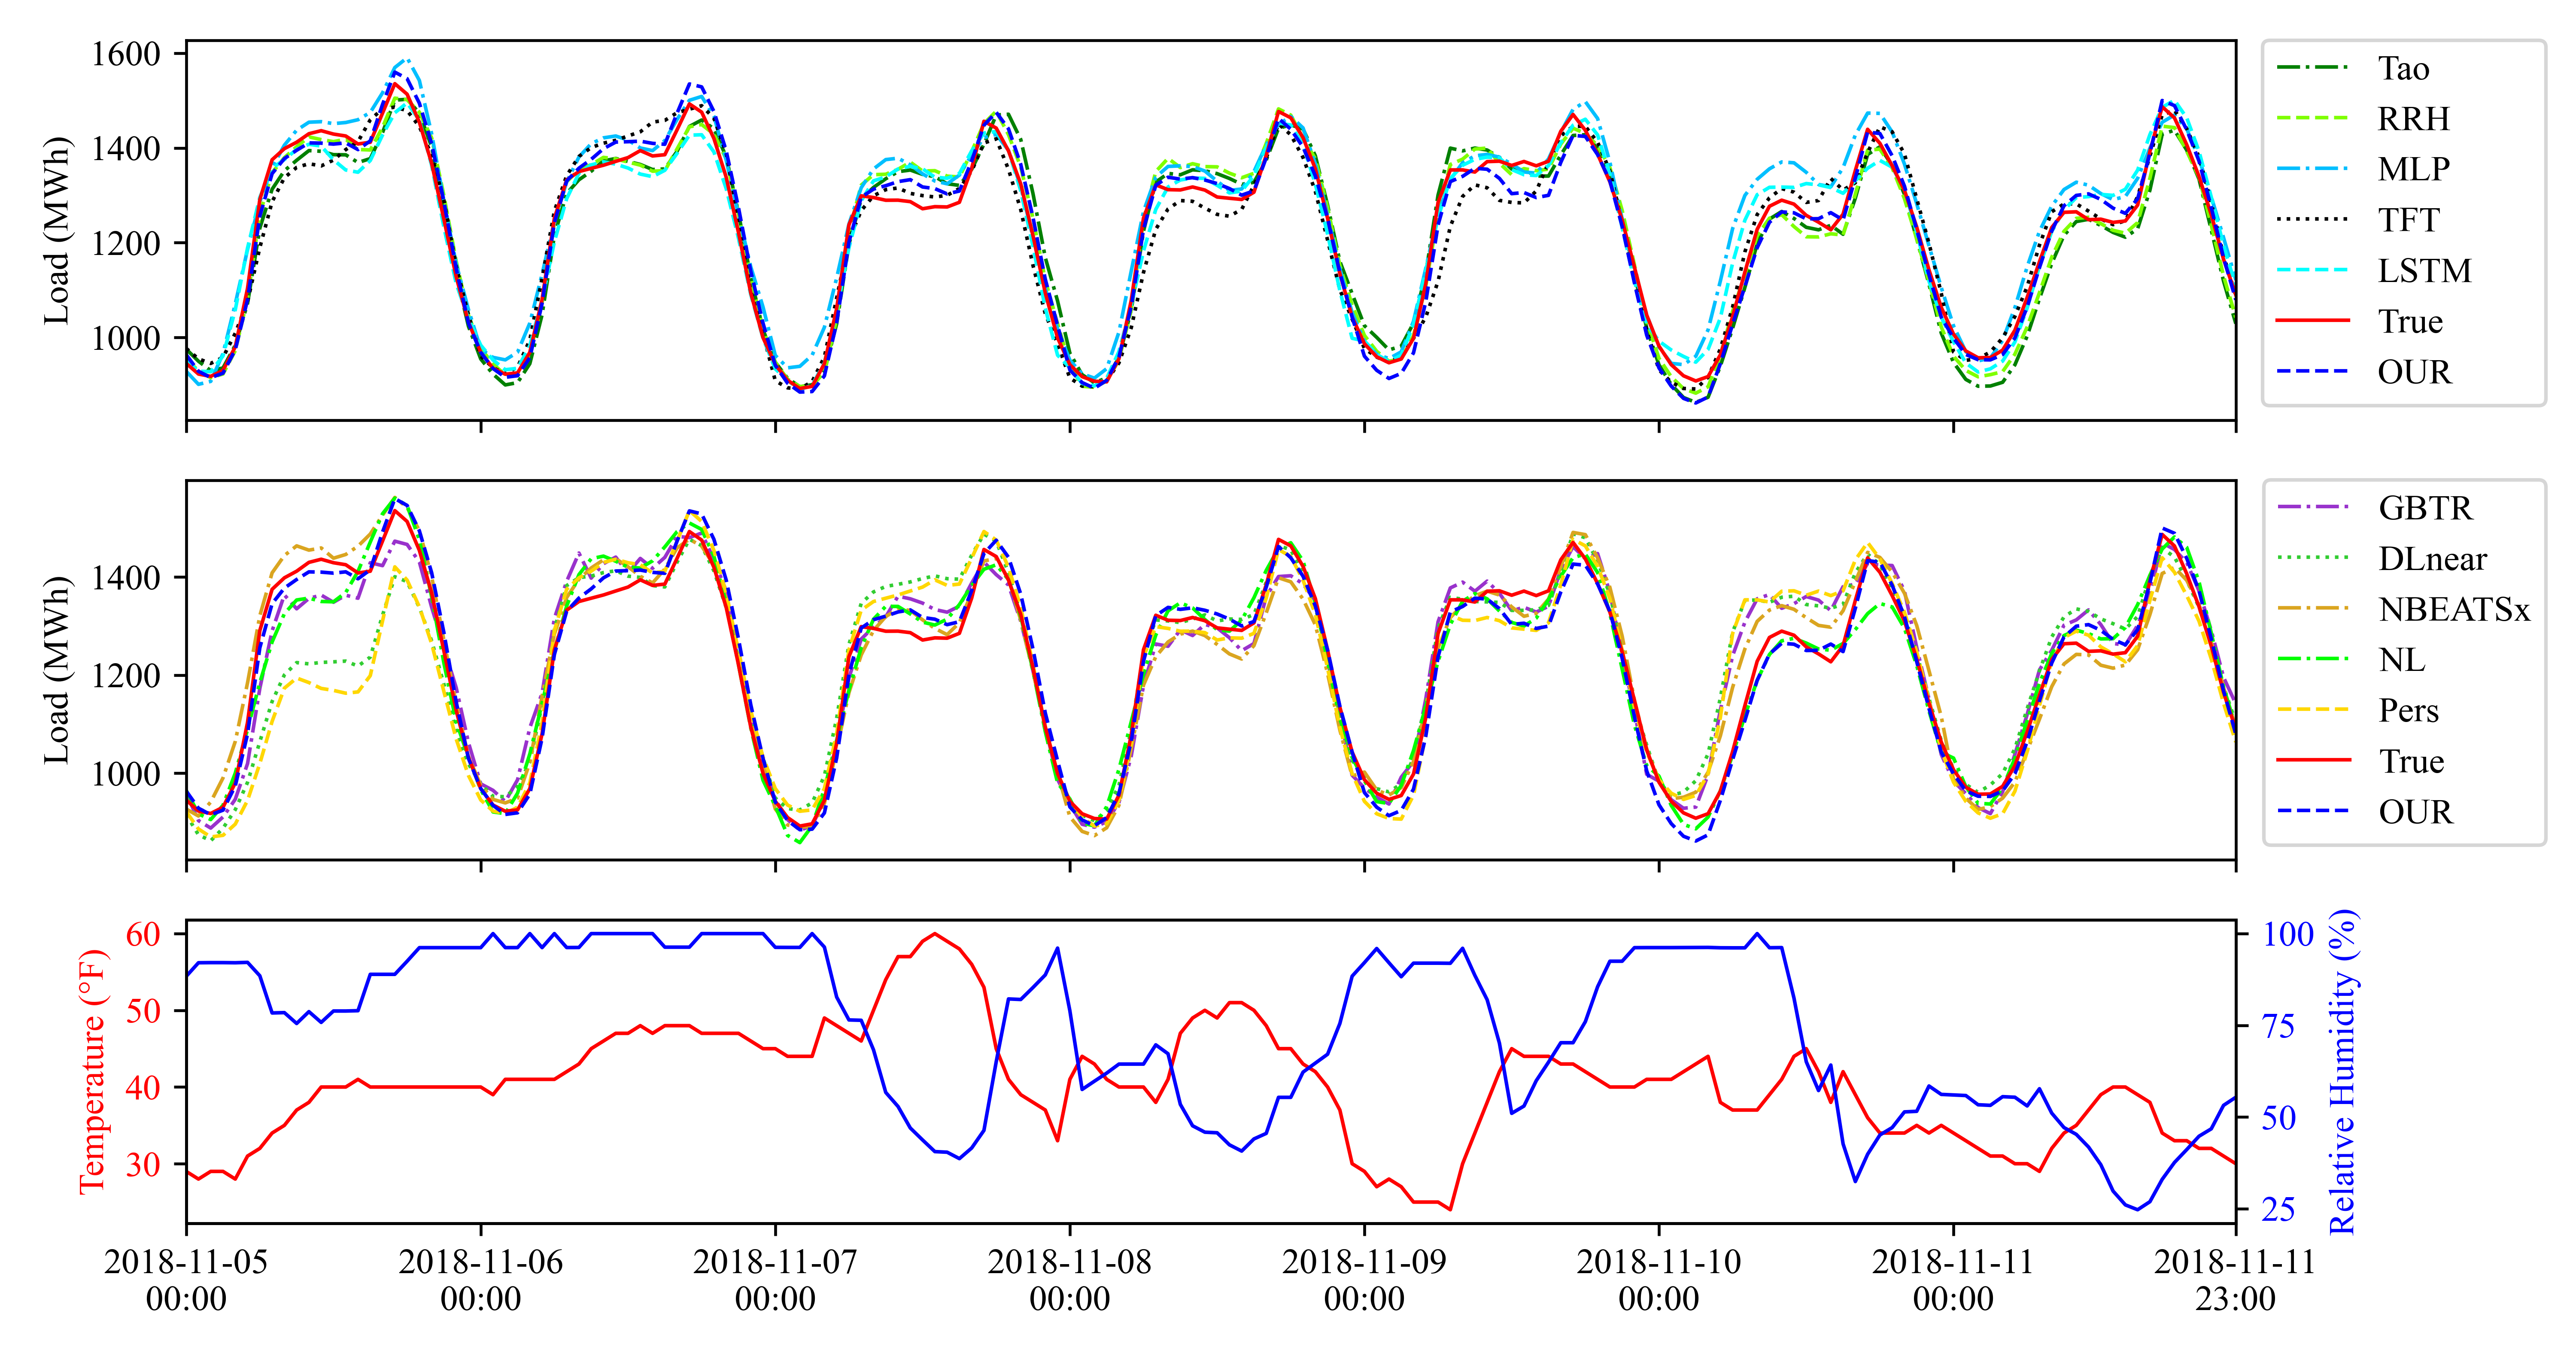 1600
1400
1200
1000
Load (MWh)
Tao
RRH
MLP
TFT
LSTM
True
OUR
1400
1200
1000
Load (MWh)
GBTR
DLnear
NBEATSx
NL
Pers
True
OUR
60
50
40
30
Temperature (°F)
100
75
50
25
Relative Humidity (%)
2018-11-05 2018-11-06 2018-11-07 2018-11-08 2018-11-09 2018-11-10 2018-11-11 2018-11-11
00:00 00:00 00:00 00:00 00:00 00:00 00:00 23:00